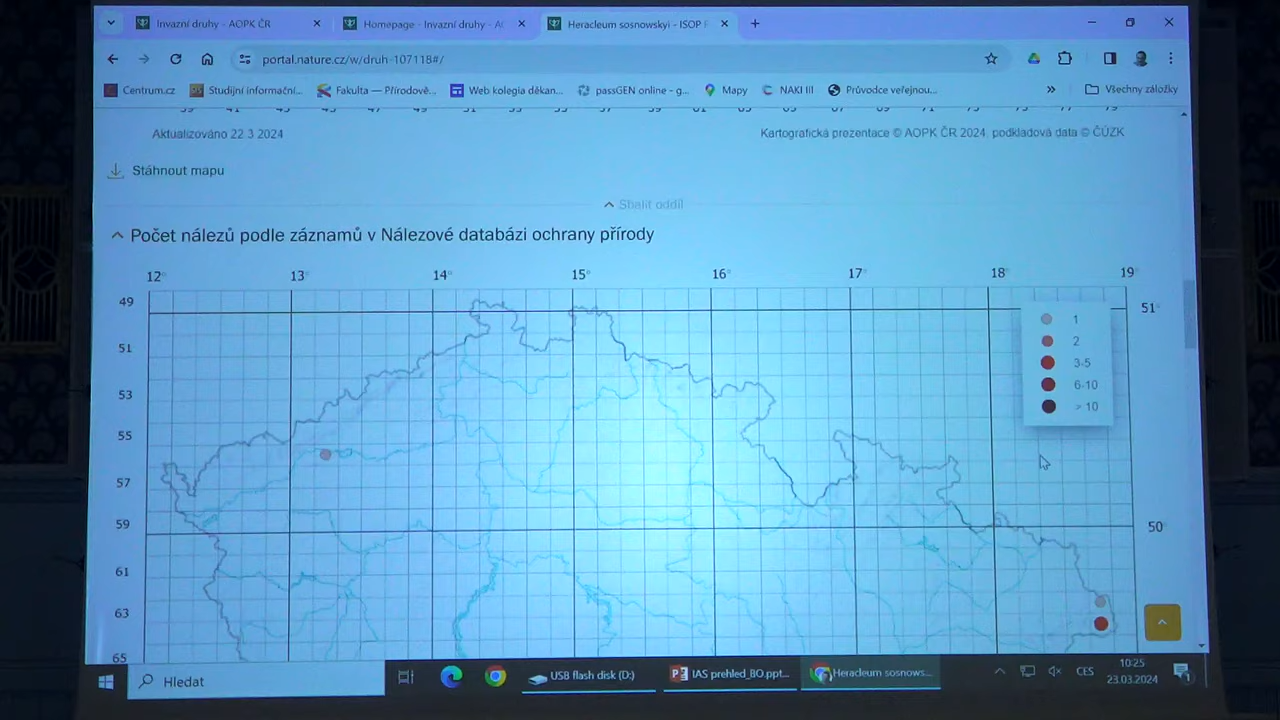 Invazní druhy - AOPK ČR
Homepage - Invazní druhy - A
Heracleum sosnowskyi - ISOP
portal.nature.cz/w/druh-107118#/
Centrum.cz
Studijní informační...
Fakulta — Přírodově...
Web kolegia děkan...
passGEN online - g...
Mapy
NAKI III
Průvodce veřejnou...
»
Všechny záložky
Aktualizováno 22.3.2024
Kartografická prezentace © AOPK ČR 2024, podkladová data © ČÚZK
Stáhnout mapu
Sbalit oddíl
Počet nálezů podle záznamů v Nálezové databázi ochrany přírody
12° 13° 14° 15° 16° 17° 18° 19°
49
51°
1
51
2
3-5
53
6-10
> 10
55
57
59
50°
61
63
65
Hledat
USB flash disk (D:)
IAS prehled_BO.ppt...
Heracleum sosnows...
CES
10:25
23.03.2024
1